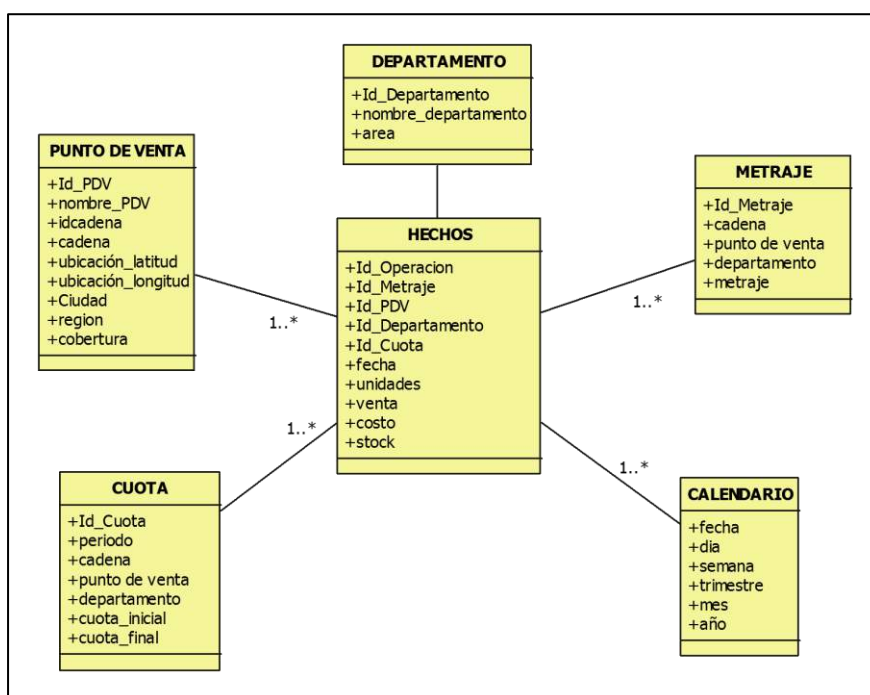 DEPARTAMENTO
+Id_Departamento
+nombre_departamento
+area
PUNTO DE VENTA
+Id_PDV
+nombre_PDV
+idcadena
+cadena
+ubicación_latitud
+ubicación_longitud
+Ciudad
+region
+cobertura
METRAJE
+Id_Metraje
+cadena
+punto de venta
+departamento
+metraje
HECHOS
+Id_Operacion
+Id_Metraje
+Id_PDV
+Id_Departamento
+Id_Cuota
+fecha
+unidades
+venta
+costo
+stock
1..*
1..*
1..*
1..*
CUOTA
+Id_Cuota
+periodo
+cadena
+punto de venta
+departamento
+cuota_inicial
+cuota_final
CALENDARIO
+fecha
+dia
+semana
+trimestre
+mes
+año